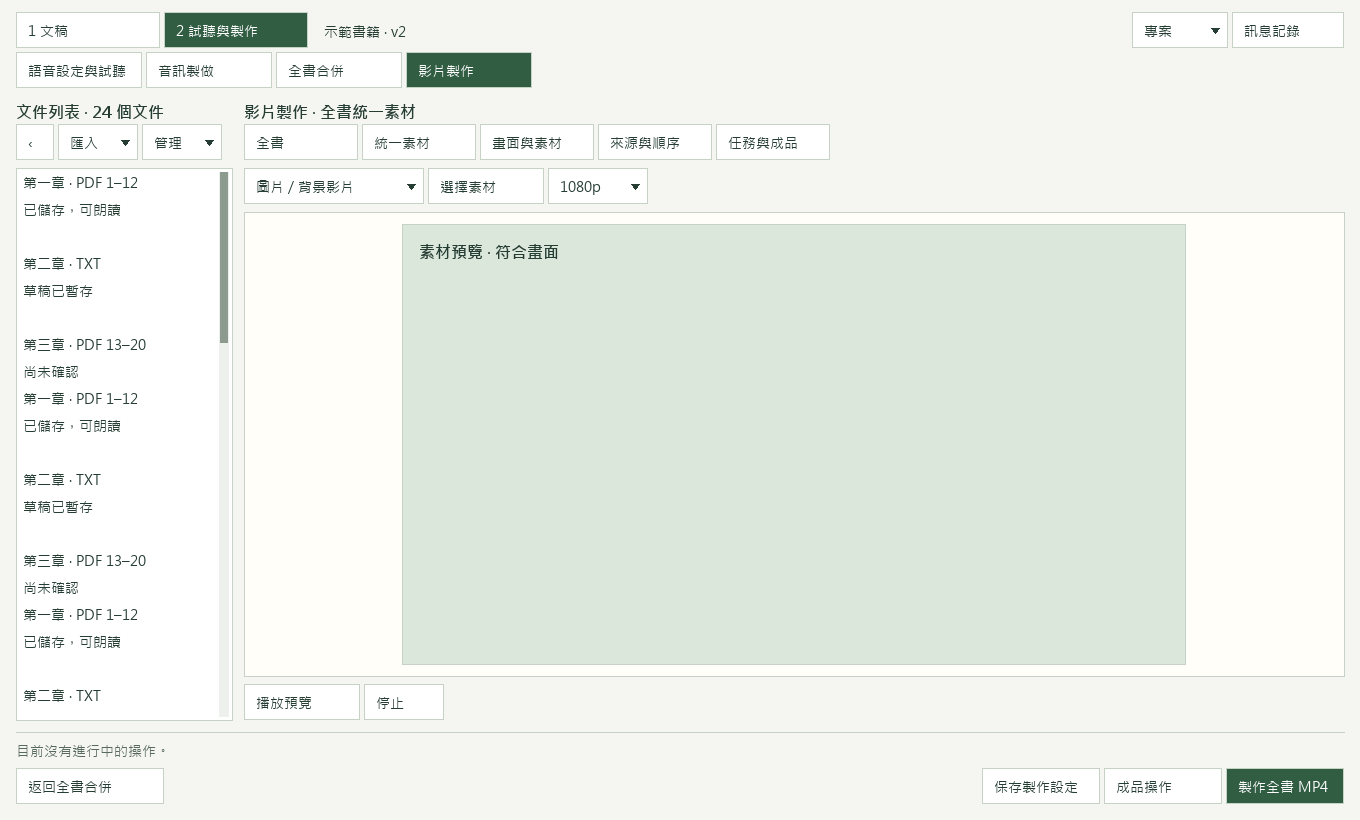 1 文稿
2 試聽與製作
示範書籍 · v2
專案
訊息記錄
語音設定與試聽
音訊製做
全書合併
影片製作
文件列表 · 24 個文件
影片製作 · 全書統一素材
‹
匯入
管理
全書
統一素材
畫面與素材
來源與順序
任務與成品
圖片 / 背景影片
選擇素材
1080p
第一章 · PDF 1–12
已儲存，可朗讀
第二章 · TXT
草稿已暫存
第三章 · PDF 13–20
尚未確認
第一章 · PDF 1–12
已儲存，可朗讀
第二章 · TXT
草稿已暫存
第三章 · PDF 13–20
尚未確認
第一章 · PDF 1–12
已儲存，可朗讀
第二章 · TXT
素材預覽 · 符合畫面
播放預覽
停止
目前沒有進行中的操作。
返回全書合併
保存製作設定
成品操作
製作全書 MP4